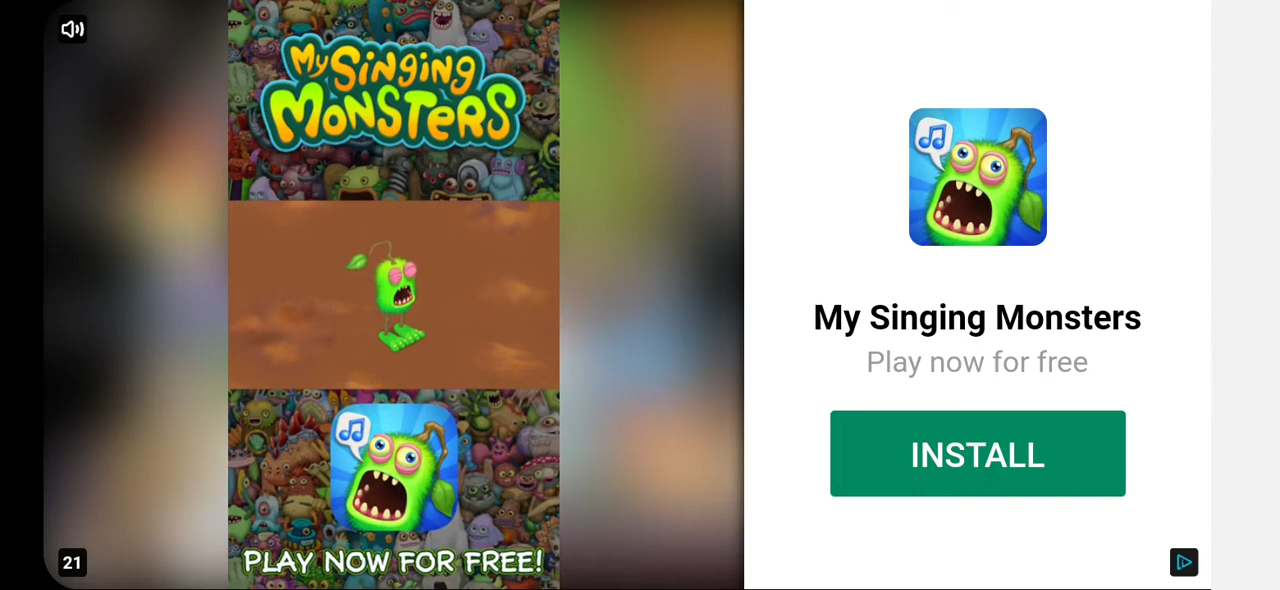 My Singing
MONSTERS
PLAY NOW FOR FREE!
21
My Singing Monsters
Play now for free
INSTALL